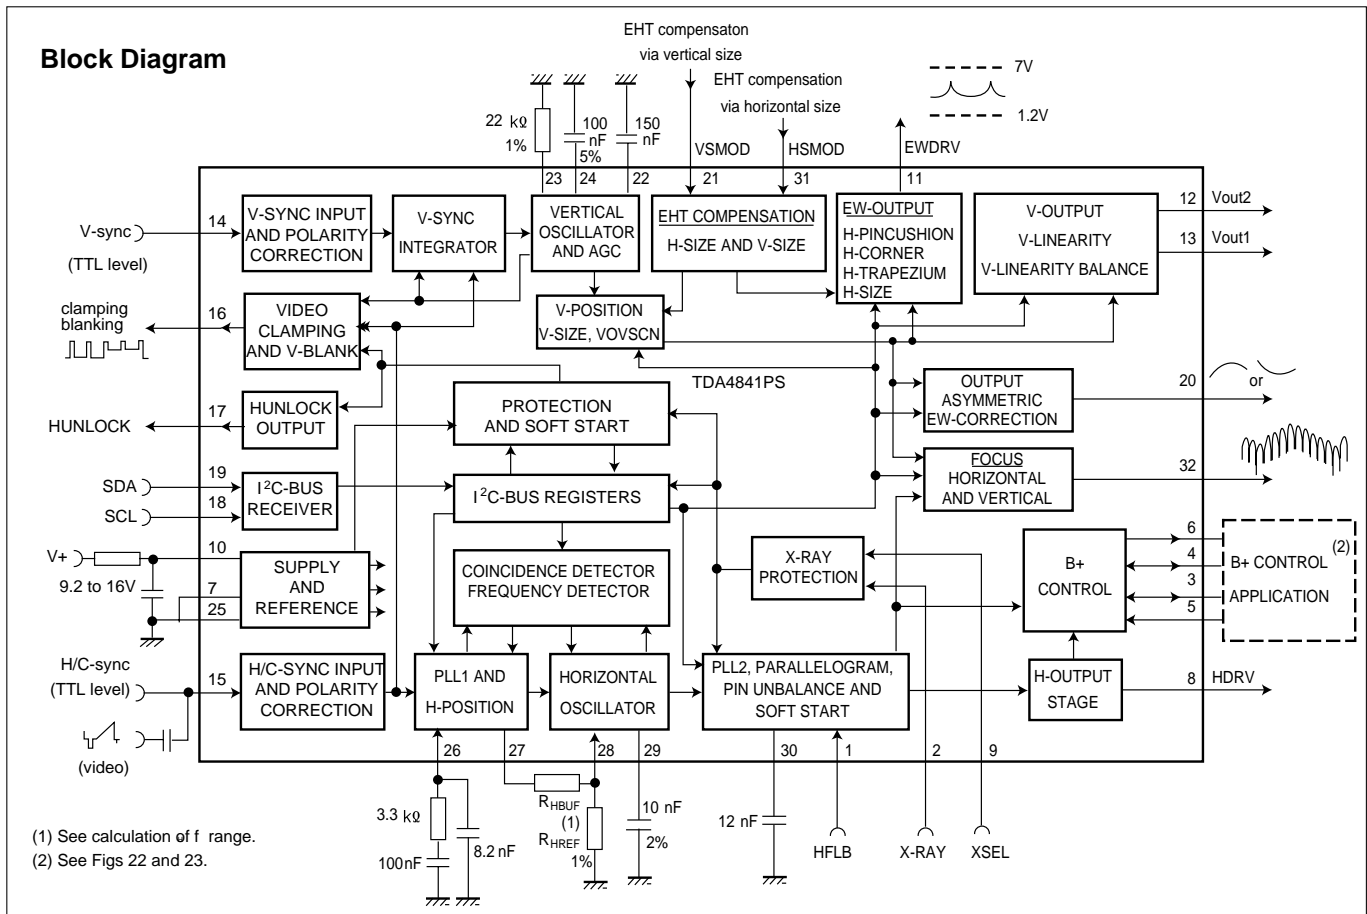 Block Diagram
EHT compensaton
via vertical size
EHT compensation
via horizontal size
7V
1.2V
22 kΩ
1%
100
nF
5%
150
nF
VSMOD
HSMOD
EWDRV
23
24
22
21
31
11
V-sync
(TTL level)
14
V-SYNC INPUT
AND POLARITY
CORRECTION
V-SYNC
INTEGRATOR
VERTICAL
OSCILLATOR
AND AGC
EHT COMPENSATION
H-SIZE AND V-SIZE
EW-OUTPUT
H-PINCUSHION
H-CORNER
H-TRAPEZIUM
H-SIZE
V-OUTPUT
V-LINEARITY
V-LINEARITY BALANCE
12
Vout2
13
Vout1
clamping
blanking
16
VIDEO
CLAMPING
AND V-BLANK
V-POSITION
V-SIZE, VOVSCN
TDA4841PS
HUNLOCK
17
HUNLOCK
OUTPUT
PROTECTION
AND SOFT START
OUTPUT
ASYMMETRIC
EW-CORRECTION
20
or
SDA
19
SCL
18
I²C-BUS
RECEIVER
I²C-BUS REGISTERS
FOCUS
HORIZONTAL
AND VERTICAL
32
V+
9.2 to 16V
10
7
25
SUPPLY
AND
REFERENCE
COINCIDENCE DETECTOR
FREQUENCY DETECTOR
X-RAY
PROTECTION
B+
CONTROL
6
4
3
5
B+ CONTROL
(2)
APPLICATION
H/C-sync
(TTL level)
15
(video)
H/C-SYNC INPUT
AND POLARITY
CORRECTION
PLL1 AND
H-POSITION
HORIZONTAL
OSCILLATOR
PLL2, PARALLELOGRAM,
PIN UNBALANCE AND
SOFT START
H-OUTPUT
STAGE
8
HDRV
26
27
28
29
30
1
2
9
3.3 kΩ
100nF
8.2nF
RHBUF
(1)
RHREF
1%
10 nF
2%
12 nF
HFLB
X-RAY
XSEL
(1) See calculation of f range.
(2) See Figs 22 and 23.